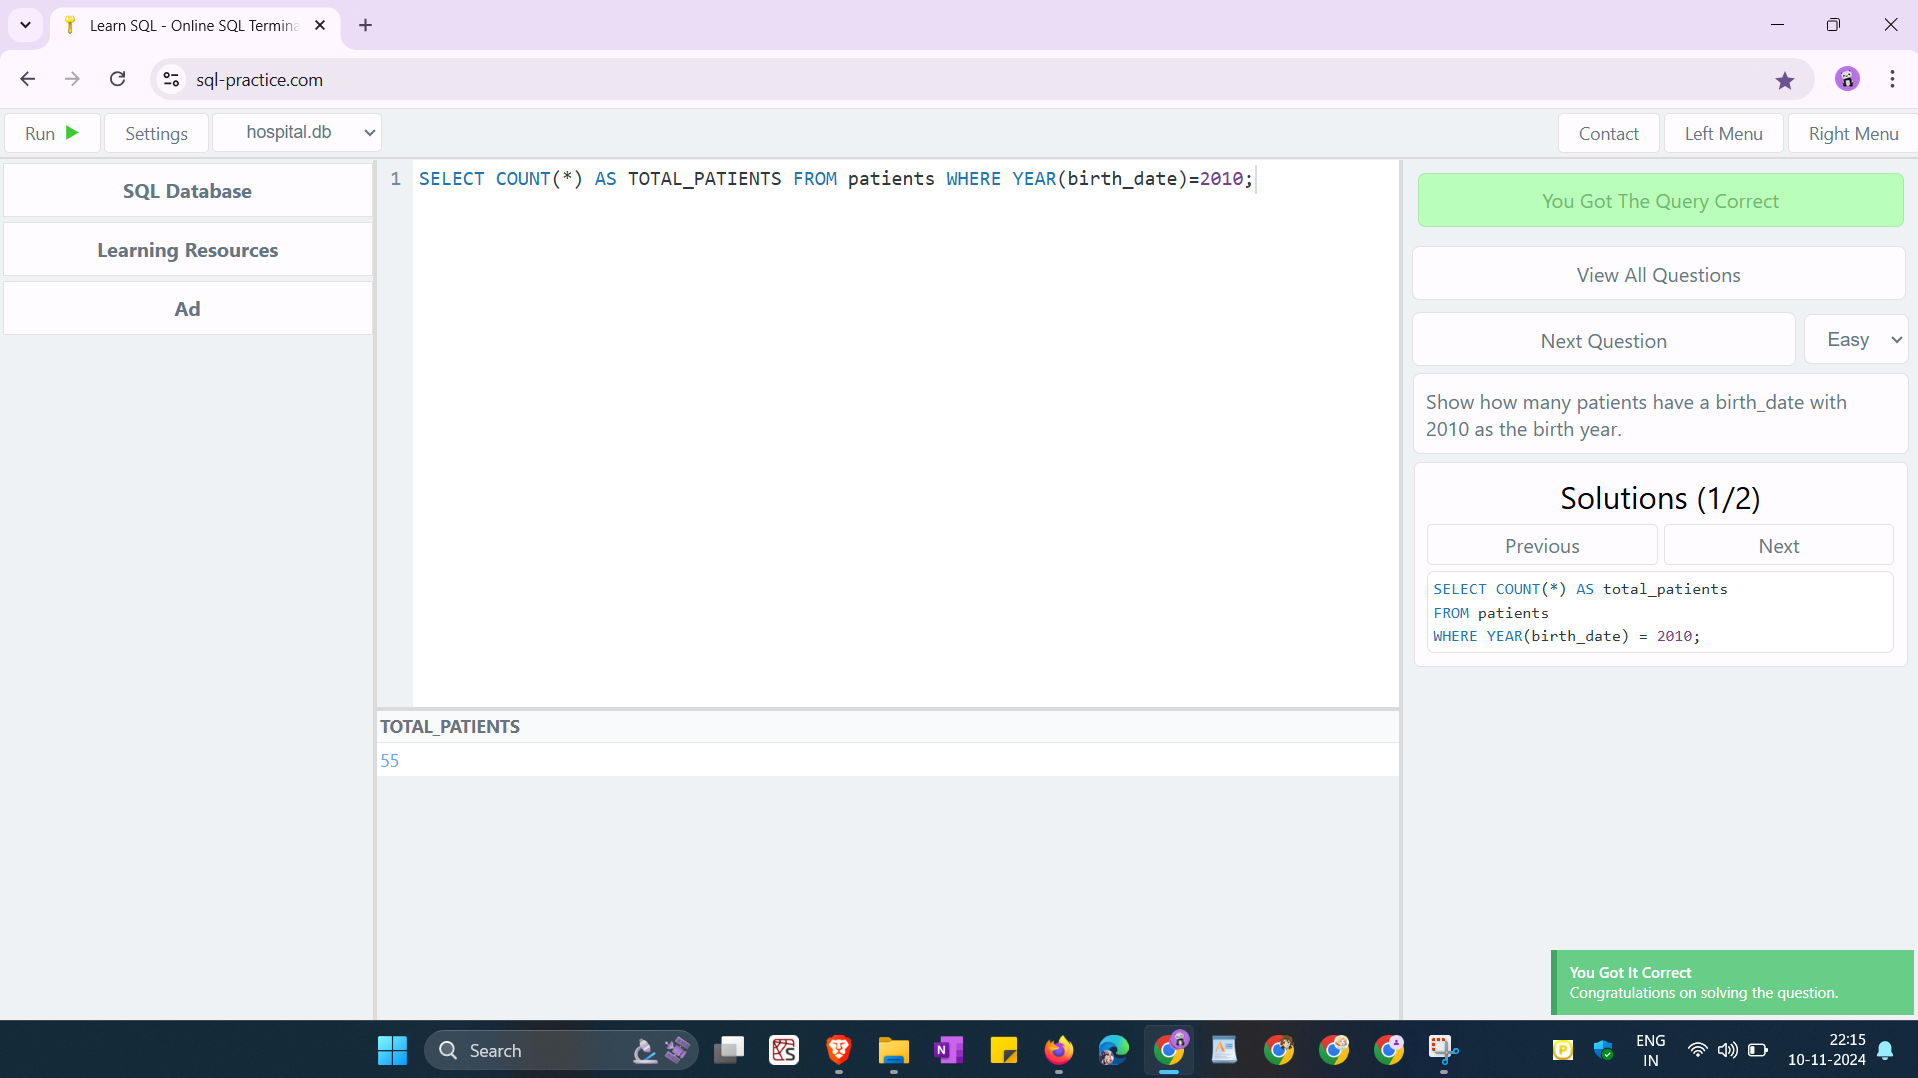 Learn SQL - Online SQL Termina
sql-practice.com
Run
Settings
hospital.db
Contact
Left Menu
Right Menu
SQL Database
Learning Resources
Ad
1
SELECT COUNT(*) AS TOTAL_PATIENTS FROM patients WHERE YEAR(birth_date)=2010;
TOTAL_PATIENTS
55
You Got The Query Correct
View All Questions
Next Question
Easy
Show how many patients have a birth_date with
2010 as the birth year.
Solutions (1/2)
Previous
Next
SELECT COUNT(*) AS total_patients
FROM patients
WHERE YEAR(birth_date) = 2010;
You Got It Correct
Congratulations on solving the question.
Search
ENG
IN
22:15
10-11-2024